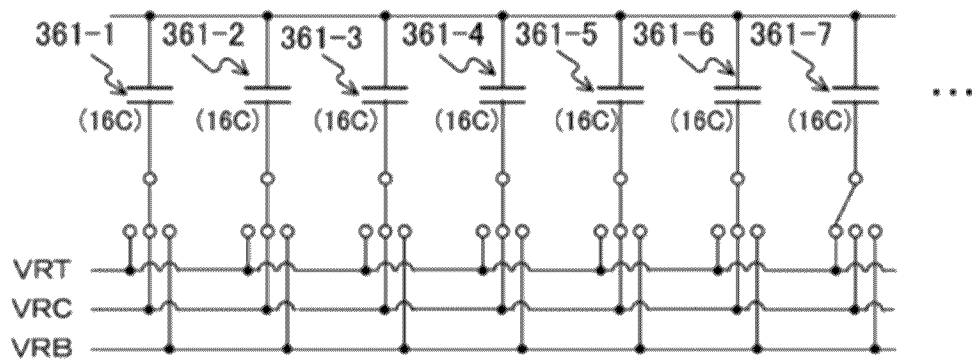 361-1 361-2 361-3 361-4 361-5 361-6 361-7
...
(16C) (16C) (16C) (16C) (16C) (16C) (16C)
VRT
VRC
VRB